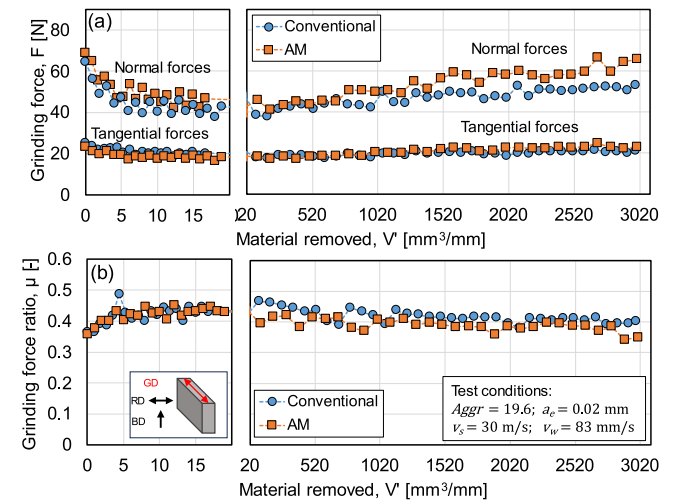 (a)
Grinding force, F [N]
80
60
40
20
0
Normal forces
Tangential forces
Conventional
AM
Normal forces
Tangential forces
0 5 10 15 20 520 1020 1520 2020 2520 3020
Material removed, V' [mm³/mm]
(b)
Grinding force ratio, μ [-]
0.6
0.5
0.4
0.3
0.2
0.1
0
GD
RD
BD
Conventional
AM
Test conditions:
Aggr = 19.6; aₑ = 0.02 mm
vₛ = 30 m/s; v_w = 83 mm/s
0 5 10 15 20 520 1020 1520 2020 2520 3020
Material removed, V' [mm³/mm]